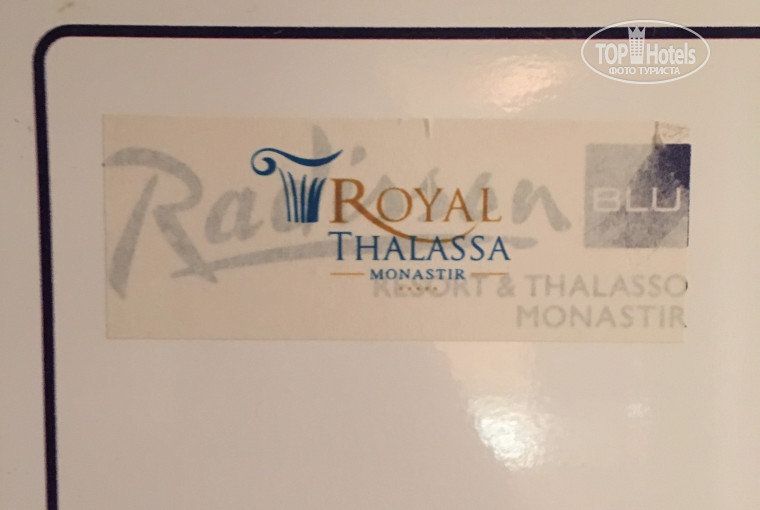 TOP Hotels
ФОТО ТУРИСТА
Radisson
BLU
ROYAL
THALASSA
MONASTIR
RESORT & THALASSO
MONASTIR